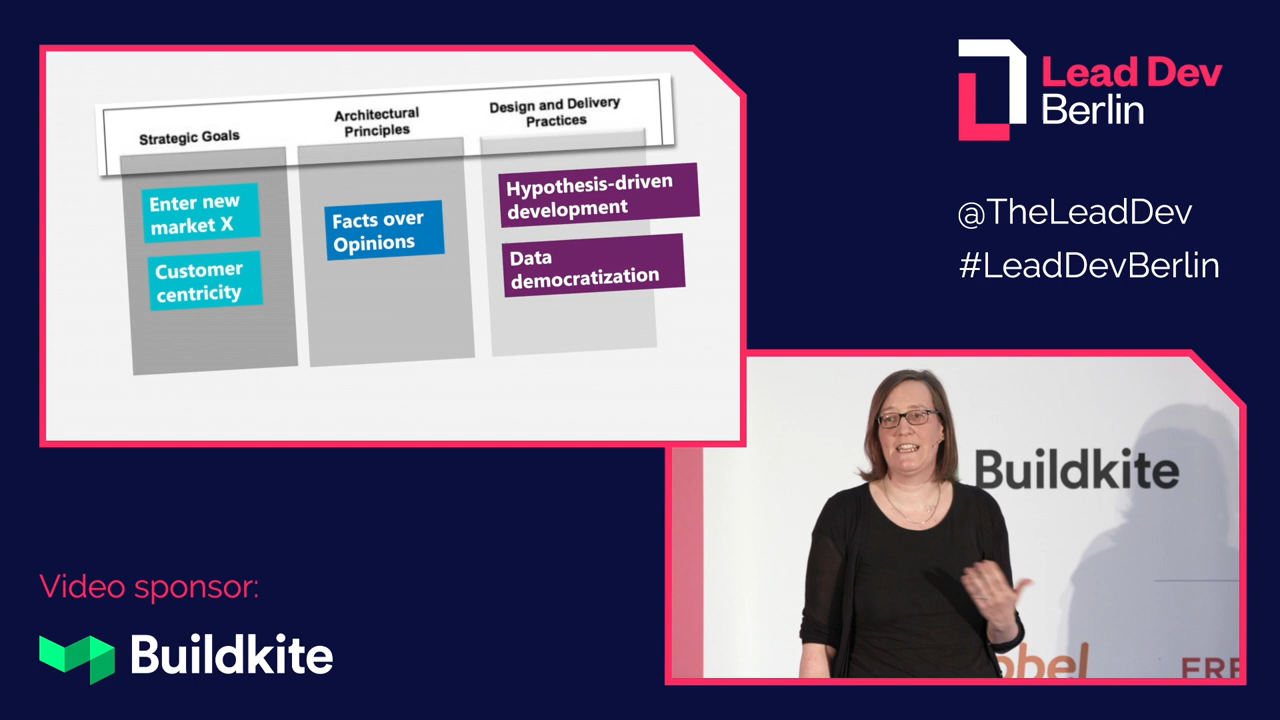 Strategic Goals
Architectural
Principles
Design and Delivery
Practices
Enter new
market X
Customer
centricity
Facts over
Opinions
Hypothesis-driven
development
Data
democratization
Lead Dev
Berlin
@TheLeadDev
#LeadDevBerlin
Buildkite
Video sponsor:
Buildkite